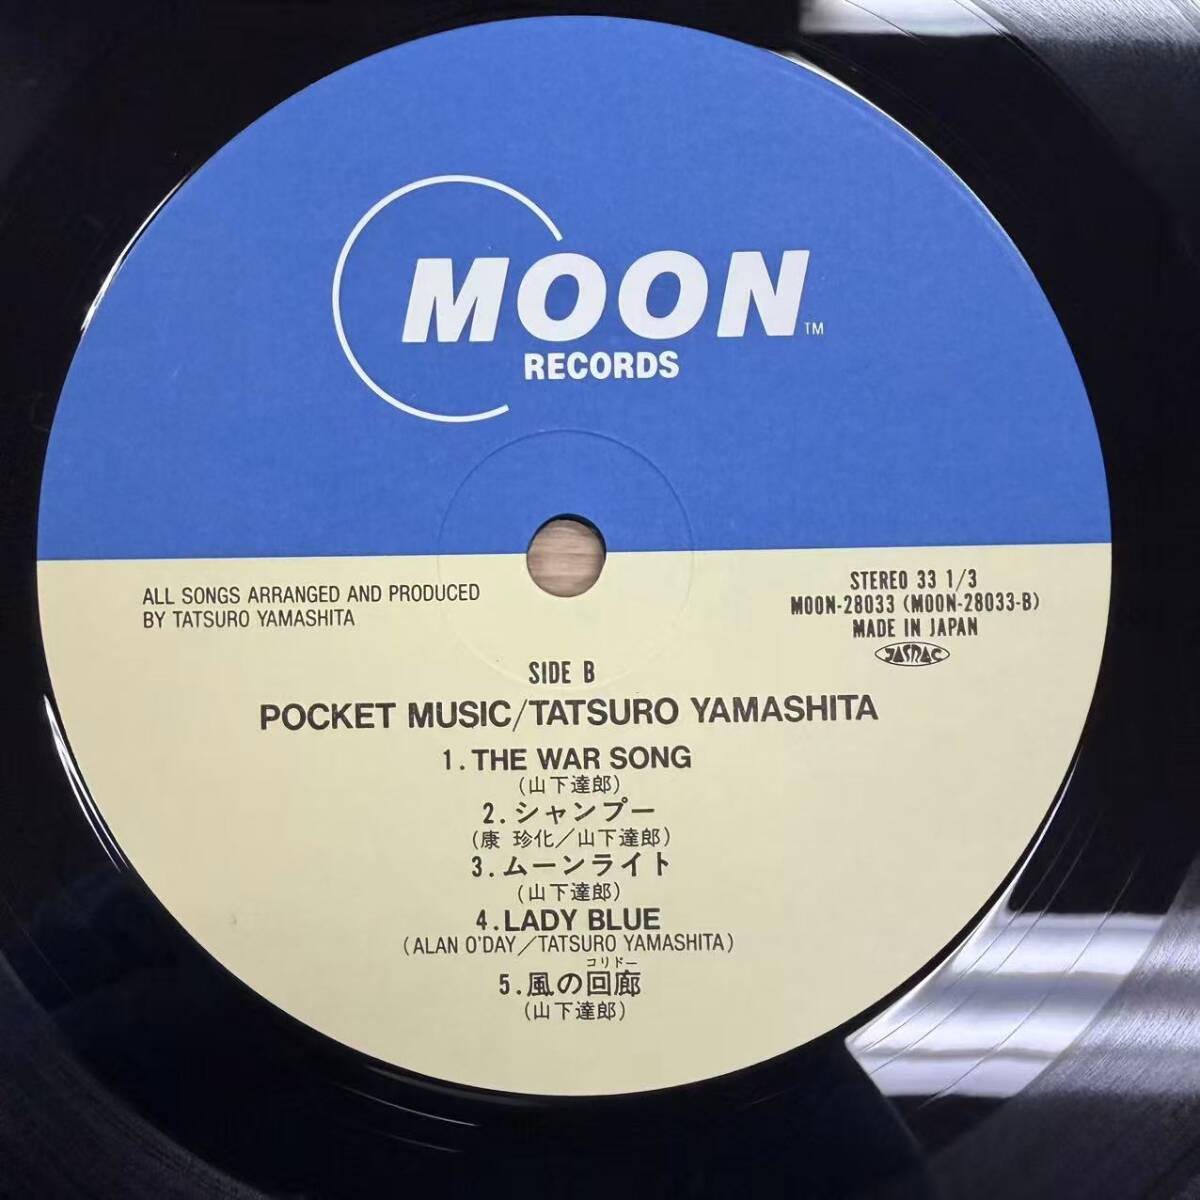 MOON™
RECORDS
ALL SONGS ARRANGED AND PRODUCED
BY TATSURO YAMASHITA
STEREO 33 1/3
MOON-28033 (MOON-28033-B)
MADE IN JAPAN
JASRAC
SIDE B
POCKET MUSIC/TATSURO YAMASHITA
1. THE WAR SONG
(山下達郎)
2. シャンプー
(康 珍化／山下達郎)
3. ムーンライト
(山下達郎)
4. LADY BLUE
(ALAN O'DAY／TATSURO YAMASHITA)
コリドー
5. 風の回廊
(山下達郎)